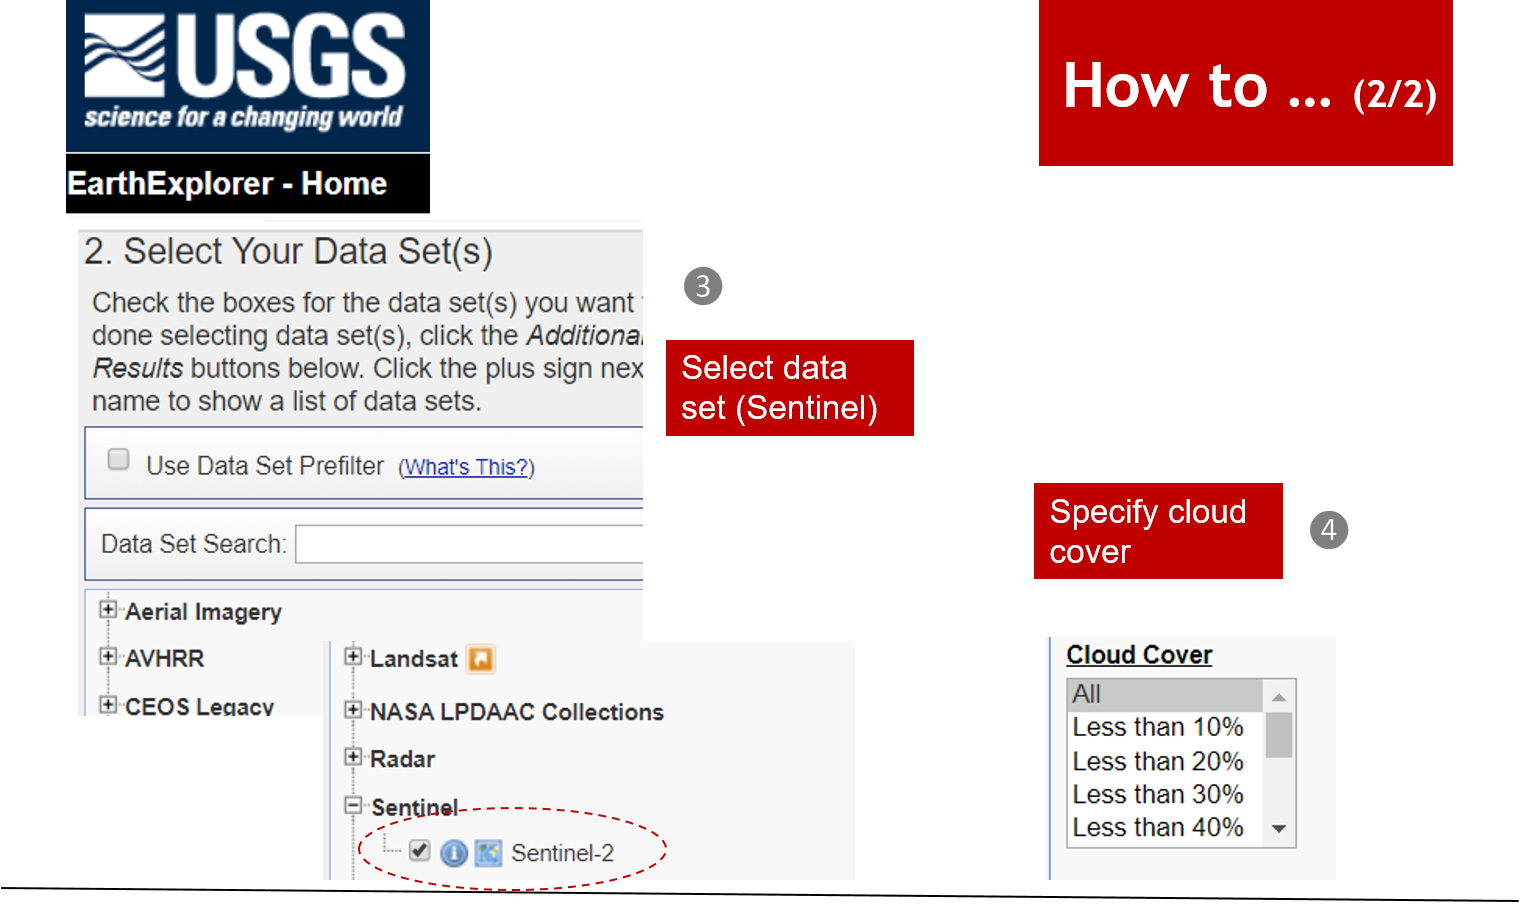 USGS
science for a changing world
EarthExplorer - Home
How to ... (2/2)
2. Select Your Data Set(s)
Check the boxes for the data set(s) you want
done selecting data set(s), click the Additional
Results buttons below. Click the plus sign nex
name to show a list of data sets.
Use Data Set Prefilter (What's This?)
Data Set Search:
Aerial Imagery
AVHRR
CEOS Legacy
Landsat
NASA LPDAAC Collections
Radar
Sentinel
Sentinel-2
3
Select data
set (Sentinel)
Specify cloud
cover
4
Cloud Cover
All
Less than 10%
Less than 20%
Less than 30%
Less than 40%